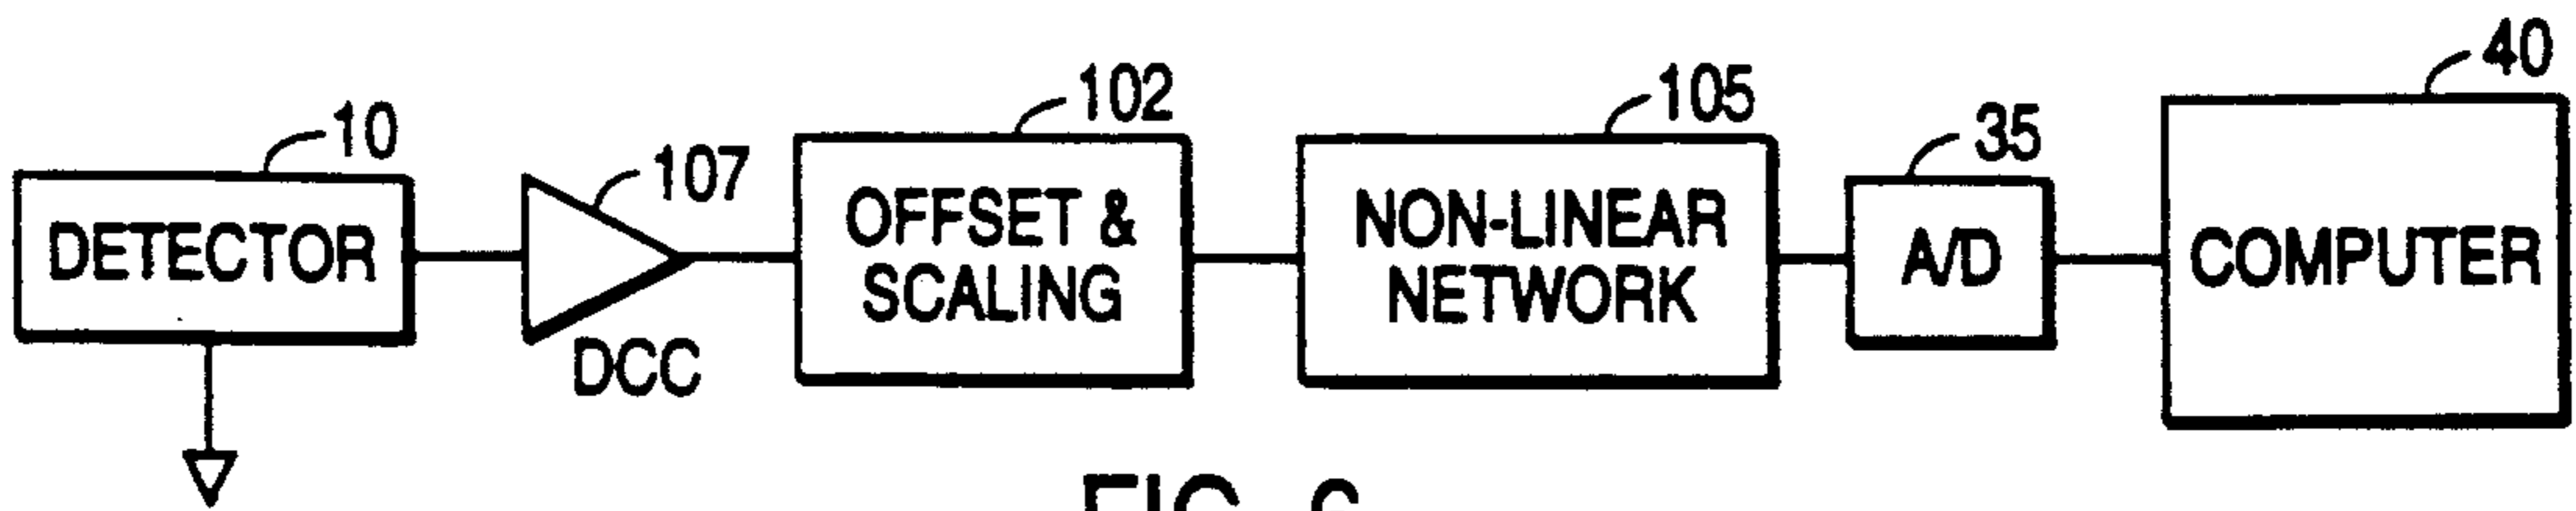 10
107
102
105
35
40
DETECTOR
DCC
OFFSET &
SCALING
NON-LINEAR
NETWORK
A/D
COMPUTER